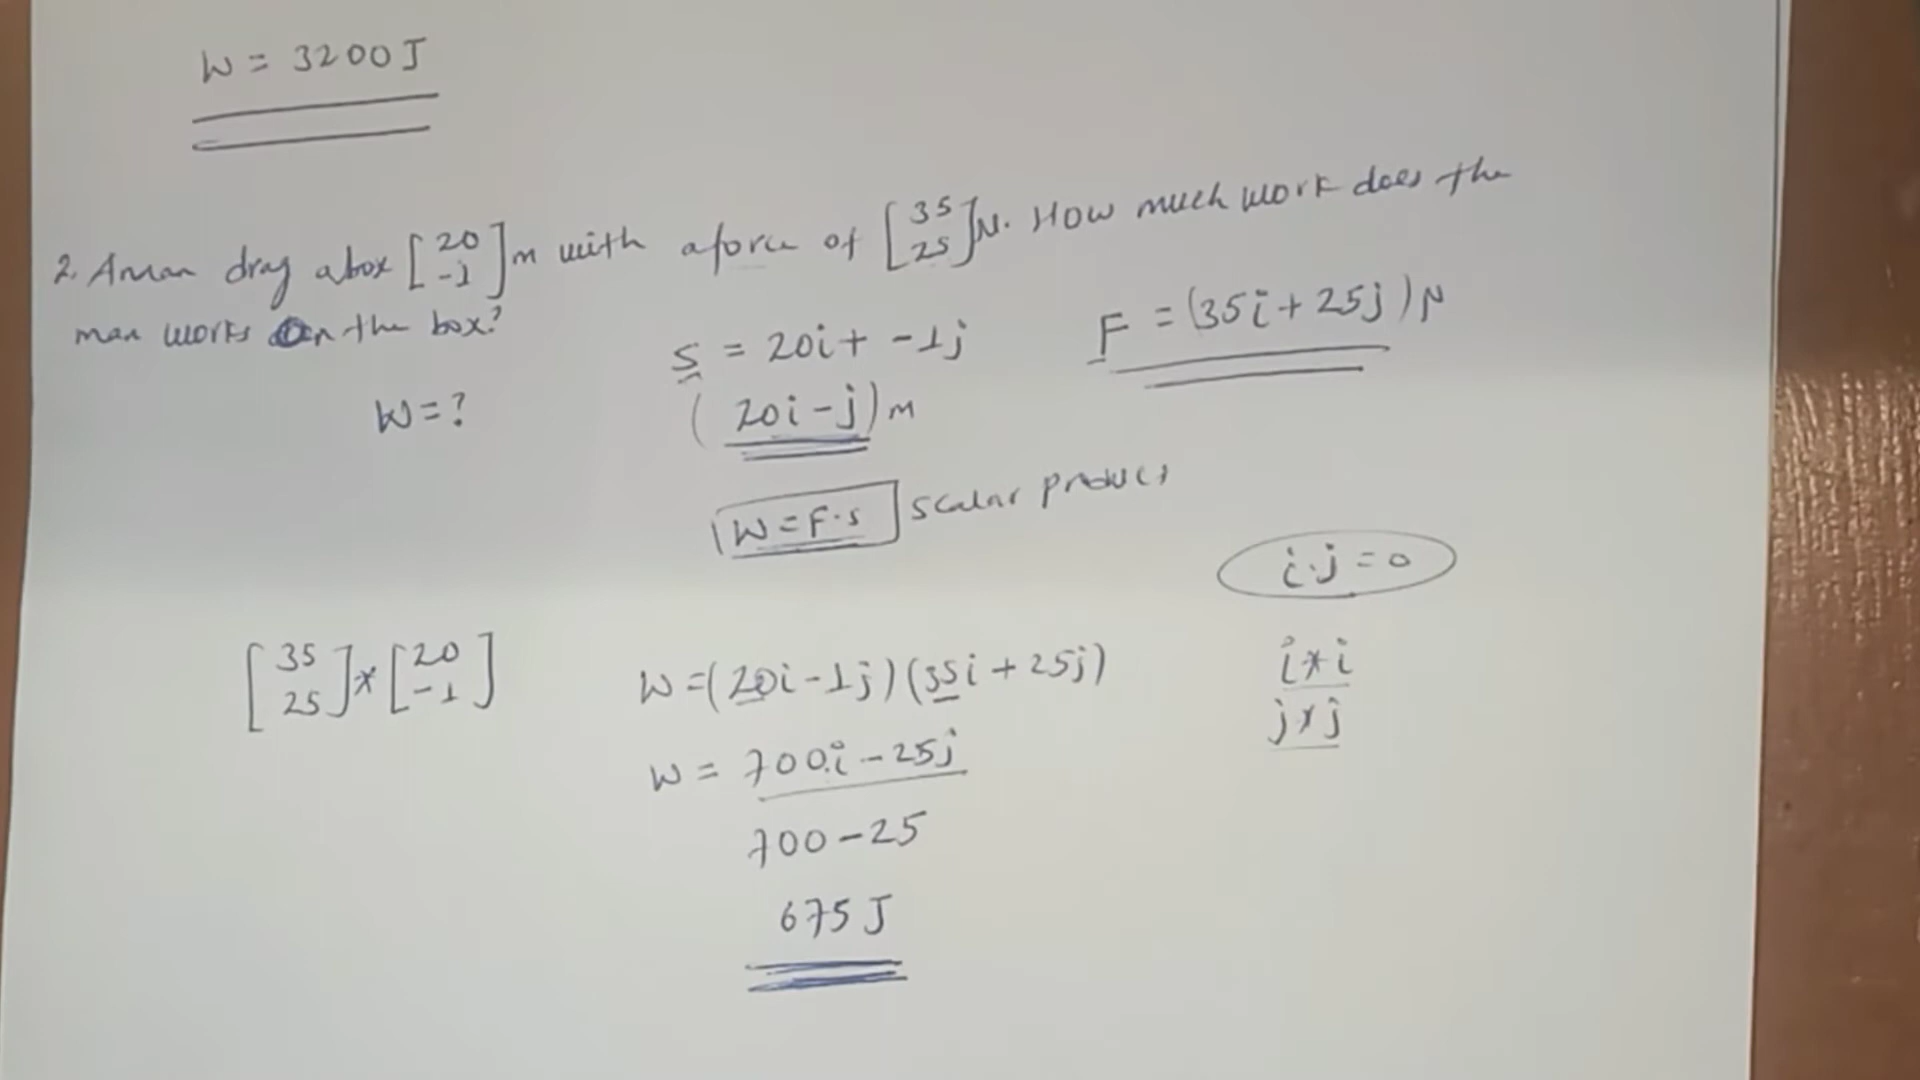 W = 3200J
2. A man drag a box [20 -1] m with a force of [35 25] N. How much work does the
man works on the box?
W = ?
S = 20i + -1j
F = (35i + 25j) N
(20i - j) m
W = F·s scalar product
i·j = 0
[35 25] * [20 -1]
W = (20i - 1j) (35i + 25j)
i * i
j * j
W = 700i - 25j
700 - 25
675 J